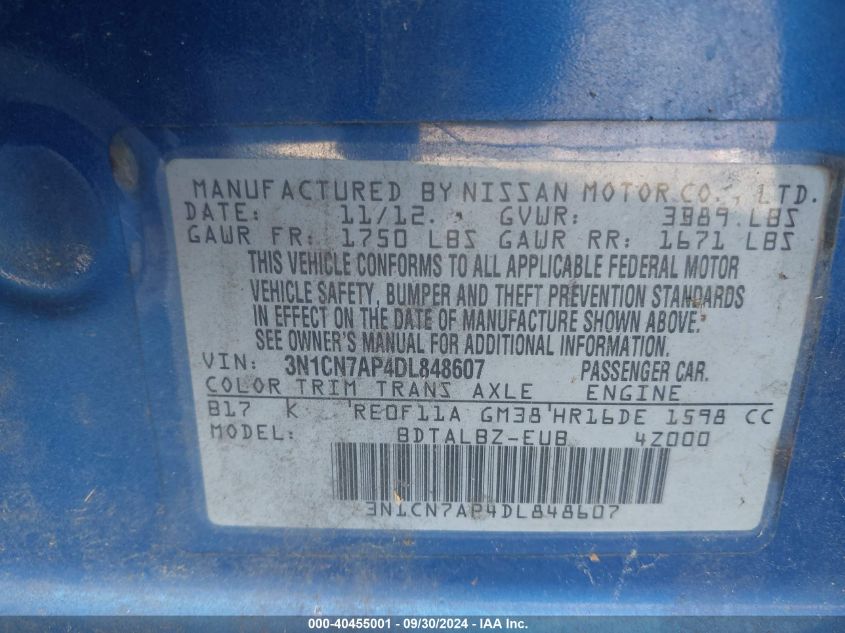 MANUFACTURED BY NISSAN MOTOR CO., LTD.
DATE: 11/12. GVWR: 3389 LBS
GAWR FR: 1750 LBS GAWR RR: 1671 LBS
THIS VEHICLE CONFORMS TO ALL APPLICABLE FEDERAL MOTOR
VEHICLE SAFETY, BUMPER AND THEFT PREVENTION STANDARDS
IN EFFECT ON THE DATE OF MANUFACTURE SHOWN ABOVE.
SEE OWNER'S MANUAL FOR ADDITIONAL INFORMATION.
VIN: 3N1CN7AP4DL848607 PASSENGER CAR.
COLOR TRIM TRANS AXLE ENGINE
B17 K RE0F11A GM38 HR16DE 1598 CC
MODEL: BDTALBZ-EUB 4Z000
3N1CN7AP4DL848607
000-40455001 - 09/30/2024 - IAA Inc.